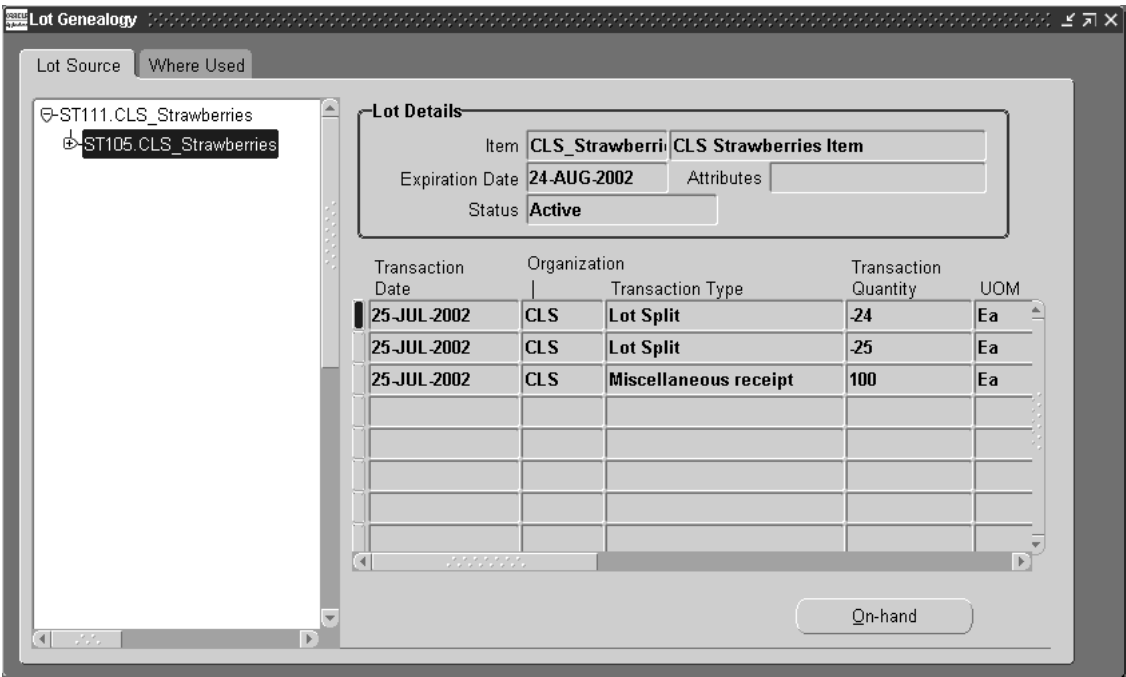 Lot Genealogy
Lot Source Where Used
ST111.CLS_Strawberries
ST105.CLS_Strawberries
Lot Details
Item CLS_Strawberri CLS Strawberries Item
Expiration Date 24-AUG-2002 Attributes
Status Active
Transaction Organization Transaction
Date Transaction Type Quantity UOM
25-JUL-2002 CLS Lot Split -24 Ea
25-JUL-2002 CLS Lot Split -25 Ea
25-JUL-2002 CLS Miscellaneous receipt 100 Ea
On-hand